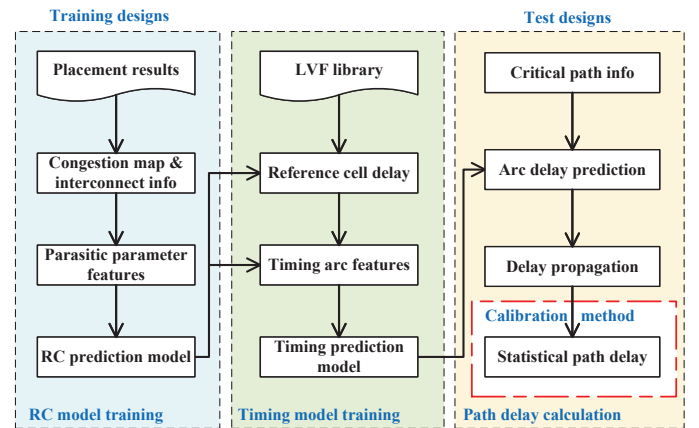 Training designs
Placement results
Congestion map &
interconnect info
Parasitic parameter
features
RC prediction model
RC model training
LVF library
Reference cell delay
Timing arc features
Timing prediction
model
Timing model training
Test designs
Critical path info
Arc delay prediction
Delay propagation
Calibration method
Statistical path delay
Path delay calculation